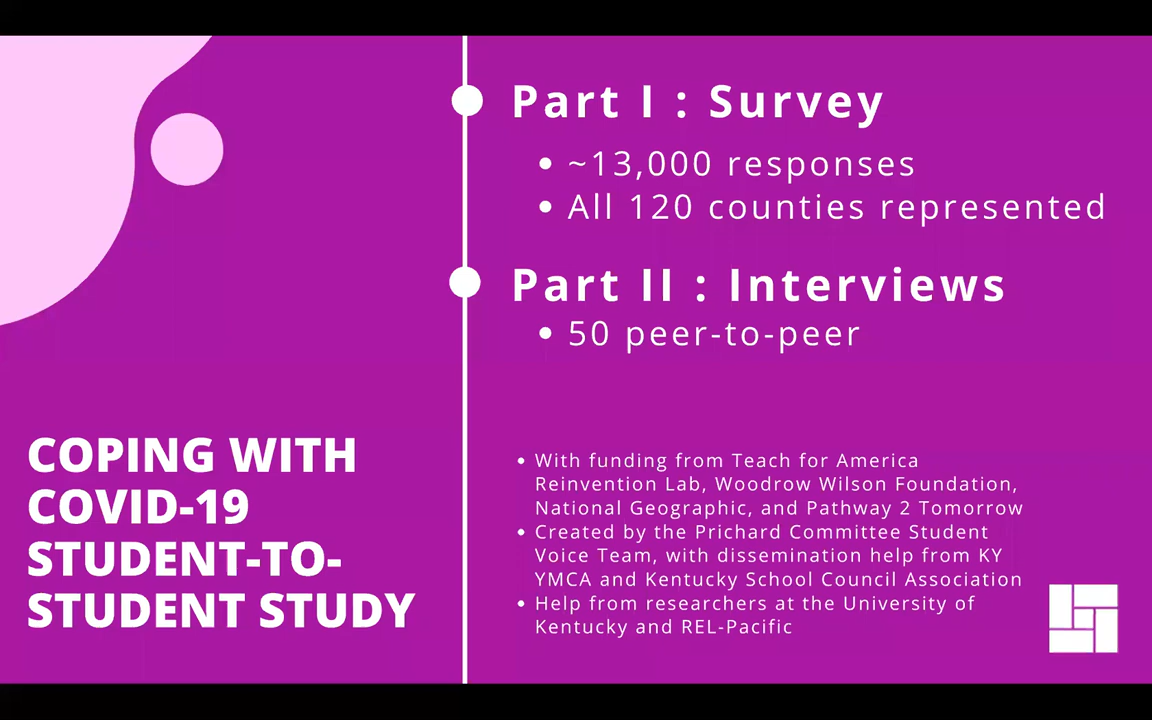 COPING WITH
COVID-19
STUDENT-TO-
STUDENT STUDY
Part I : Survey
• ~13,000 responses
• All 120 counties represented
Part II : Interviews
• 50 peer-to-peer
• With funding from Teach for America
Reinvention Lab, Woodrow Wilson Foundation,
National Geographic, and Pathway 2 Tomorrow
• Created by the Prichard Committee Student
Voice Team, with dissemination help from KY
YMCA and Kentucky School Council Association
• Help from researchers at the University of
Kentucky and REL-Pacific